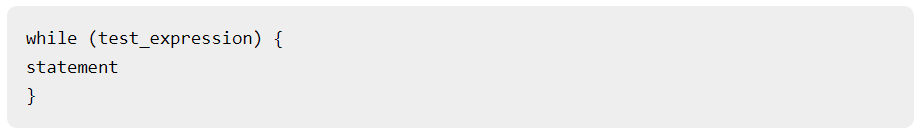 while (test_expression) {
statement
}